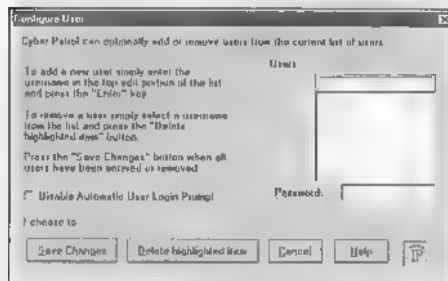 Configure User
Cyber Patrol can optionally add or remove users from the current list of users.
Users
To add a new user simply enter the
username in the top edit portion of the list
and press the "Enter" key.
To remove a user simply select a username
from the list and press the "Delete
highlighted item" button.
Press the "Save Changes" button when all
users have been entered or removed
Disable Automatic User Login Prompt
Password:
I choose to
Save Changes
Delete highlighted item
Cancel
Help